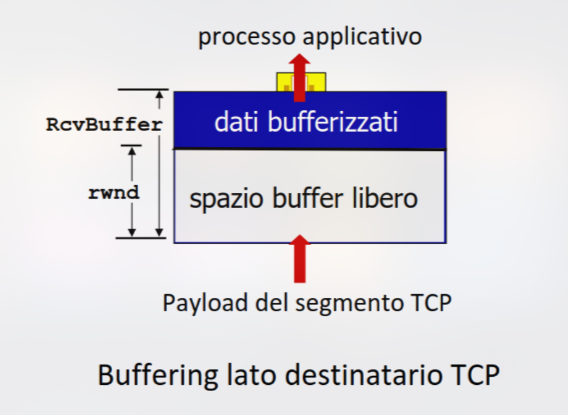 processo applicativo
RcvBuffer
dati bufferizzati
rwnd
spazio buffer libero
Payload del segmento TCP
Buffering lato destinatario TCP